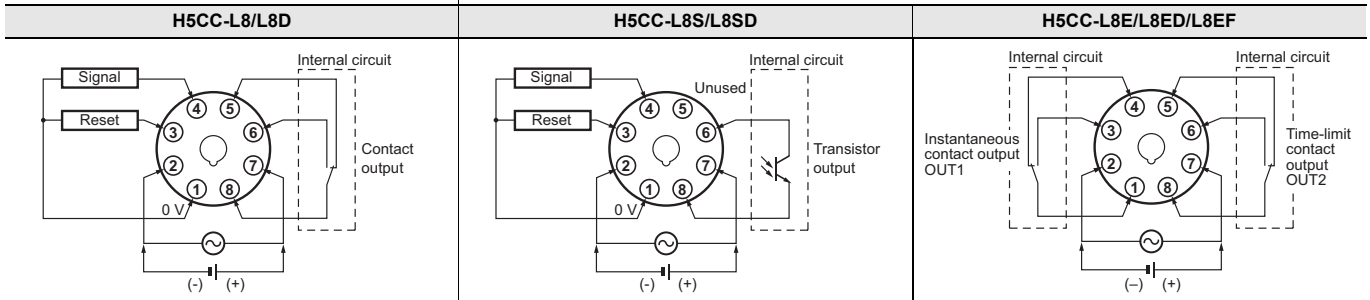 H5CC-L8/L8D
Internal circuit
Signal
Reset
4 5
3 6
2 7
1 8
0 V
Contact
output
(-) (+)
H5CC-L8S/L8SD
Internal circuit
Signal
Unused
Reset
4 5
3 6
2 7
1 8
0 V
Transistor
output
(-) (+)
H5CC-L8E/L8ED/L8EF
Internal circuit
Internal circuit
4 5
3 6
2 7
1 8
Instantaneous
contact output
OUT1
Time-limit
contact
output
OUT2
(–) (+)